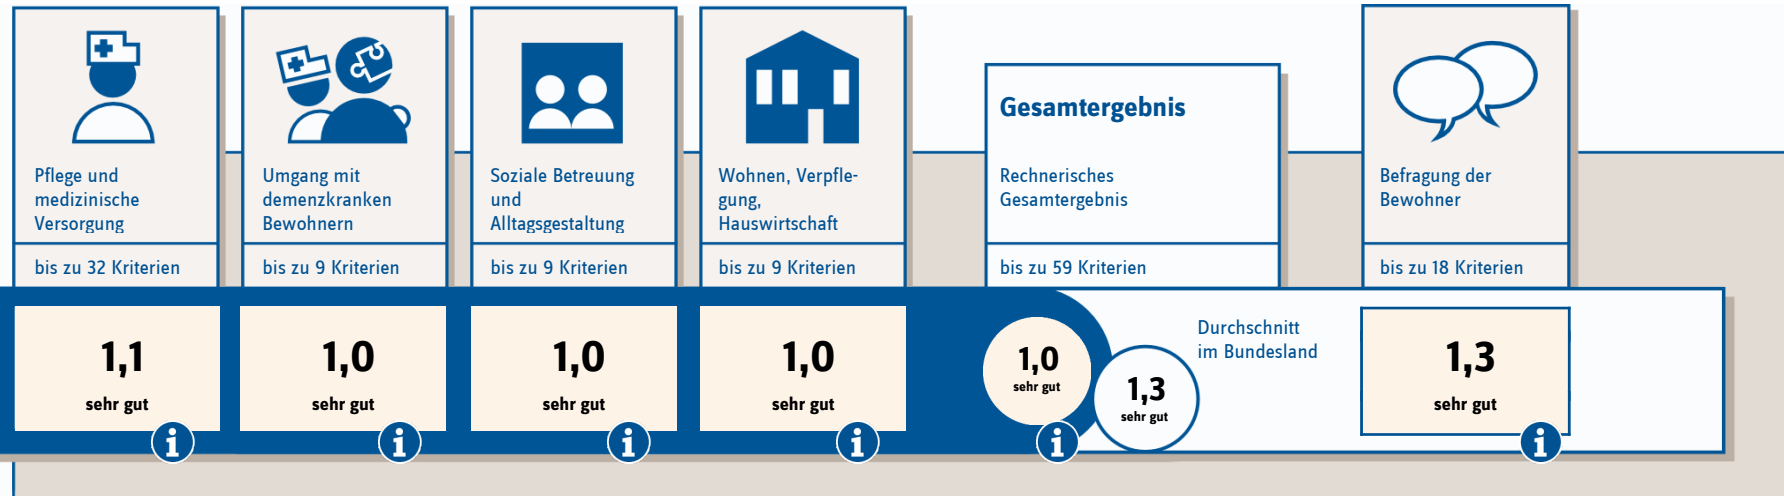 Pflege und
medizinische
Versorgung
bis zu 32 Kriterien
1,1
sehr gut
i
Umgang mit
demenzkranken
Bewohnern
bis zu 9 Kriterien
1,0
sehr gut
i
Soziale Betreuung
und
Alltagsgestaltung
bis zu 9 Kriterien
1,0
sehr gut
i
Wohnen, Verpfle-
gung,
Hauswirtschaft
bis zu 9 Kriterien
1,0
sehr gut
i
Gesamtergebnis
Rechnerisches
Gesamtergebnis
bis zu 59 Kriterien
1,0
sehr gut
i
1,3
sehr gut
Durchschnitt
im Bundesland
Befragung der
Bewohner
bis zu 18 Kriterien
1,3
sehr gut
i